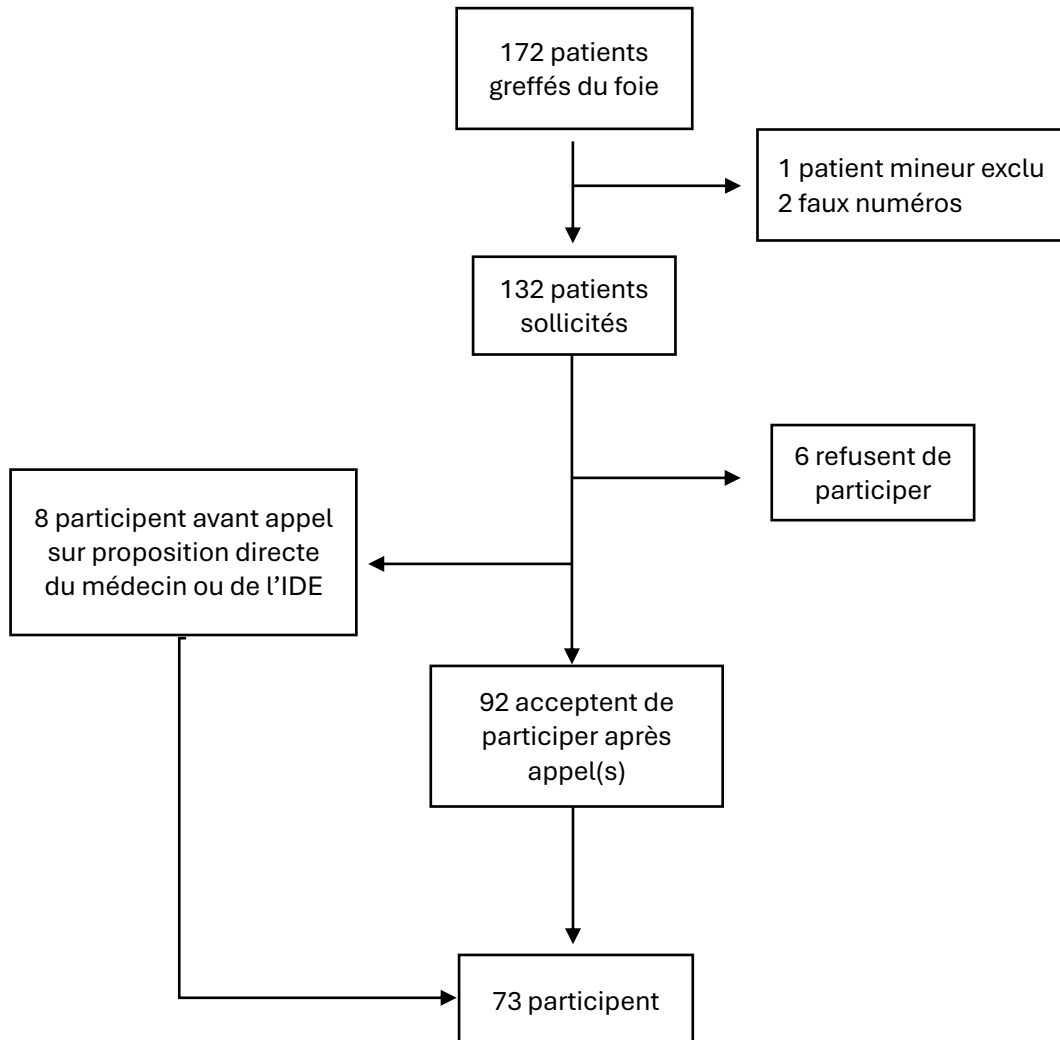 172 patients
greffés du foie
1 patient mineur exclu
2 faux numéros
132 patients
sollicités
6 refusent de
participer
8 participent avant appel
sur proposition directe
du médecin ou de l’IDE
92 acceptent de
participer après
appel(s)
73 participent